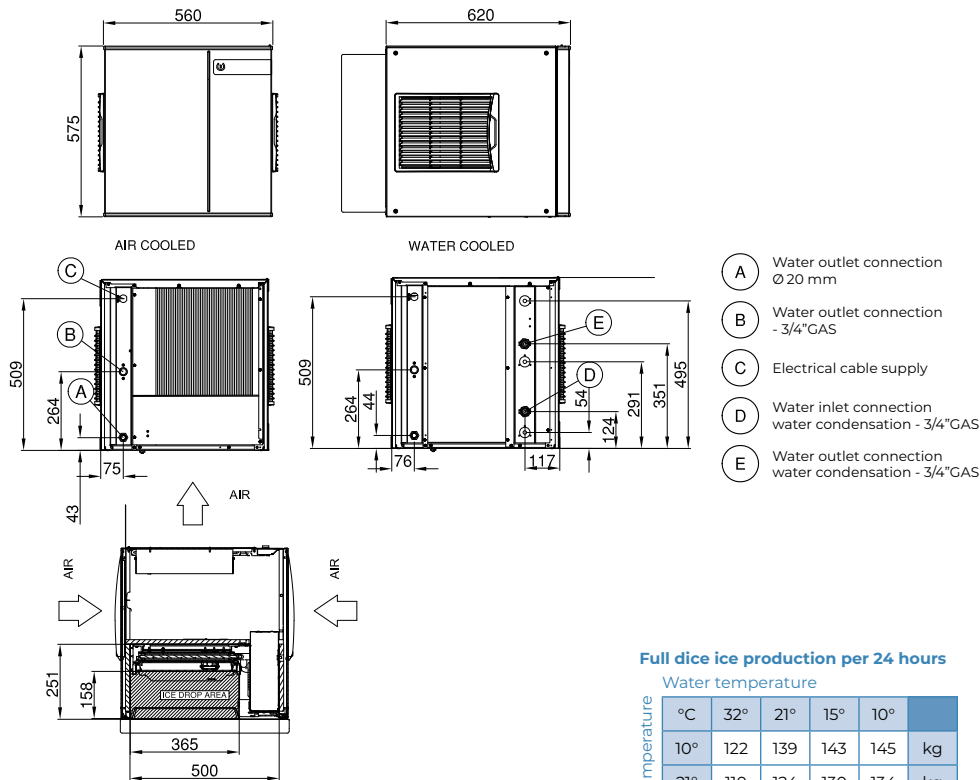 560
620
575
AIR COOLED
WATER COOLED
C
B
A
509
264
75
43
E
D
509
264
44
76
54
124
291
351
495
117
A Water outlet connection
Ø 20 mm
B Water outlet connection
- 3/4"GAS
C Electrical cable supply
D Water inlet connection
water condensation - 3/4"GAS
E Water outlet connection
water condensation - 3/4"GAS
AIR
AIR
AIR
251
158
ICE DROP AREA
365
500
Full dice ice production per 24 hours
Water temperature
°C 32° 21° 15° 10°
10° 122 139 143 145 kg